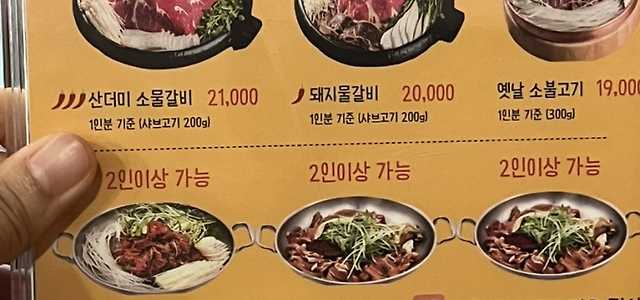 산더미 소물갈비 21,000
1인분 기준 (샤브고기 200g)
돼지물갈비 20,000
1인분 기준 (샤브고기 200g)
옛날 소불고기 19,000
1인분 기준 (300g)
2인이상 가능
2인이상 가능
2인이상 가능